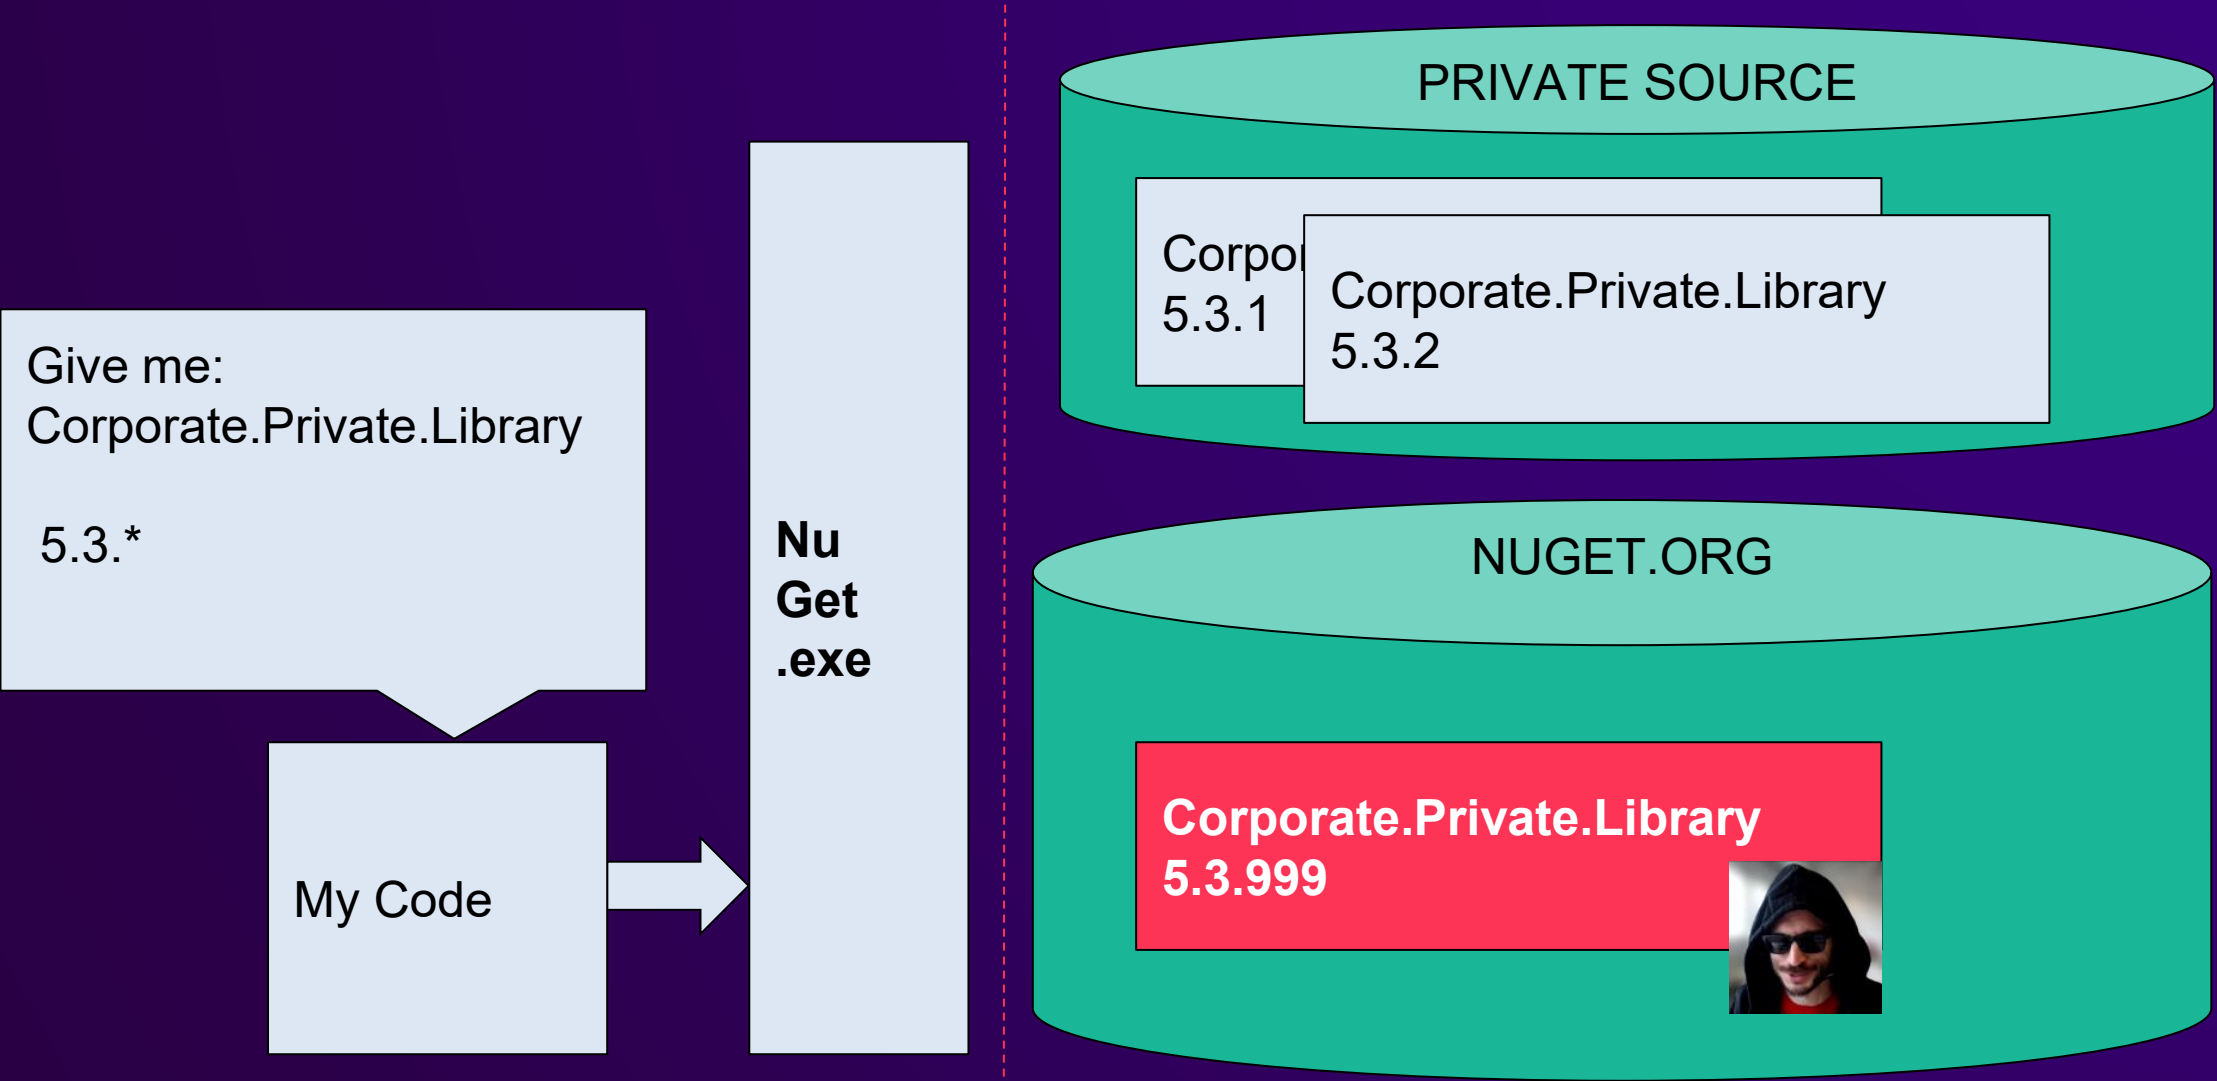 Give me:
Corporate.Private.Library
5.3.*
My Code
Nu
Get
.exe
PRIVATE SOURCE
Corpor
5.3.1
Corporate.Private.Library
5.3.2
NUGET.ORG
Corporate.Private.Library
5.3.999